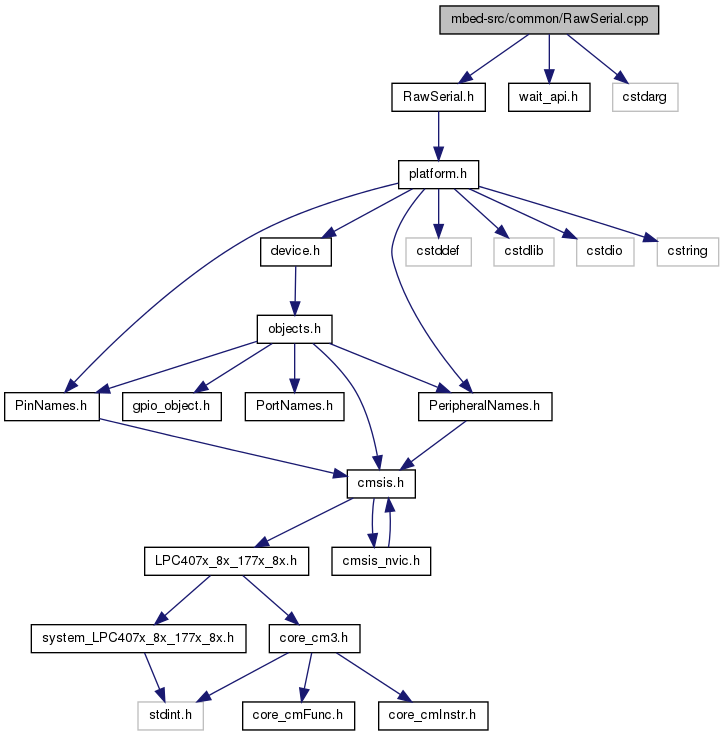 mbed-src/common/RawSerial.cpp
RawSerial.h
wait_api.h
cstdarg
platform.h
device.h
cstddef
cstdlib
cstdio
cstring
objects.h
PinNames.h
gpio_object.h
PortNames.h
PeripheralNames.h
cmsis.h
LPC407x_8x_177x_8x.h
cmsis_nvic.h
system_LPC407x_8x_177x_8x.h
core_cm3.h
stdint.h
core_cmFunc.h
core_cmInstr.h